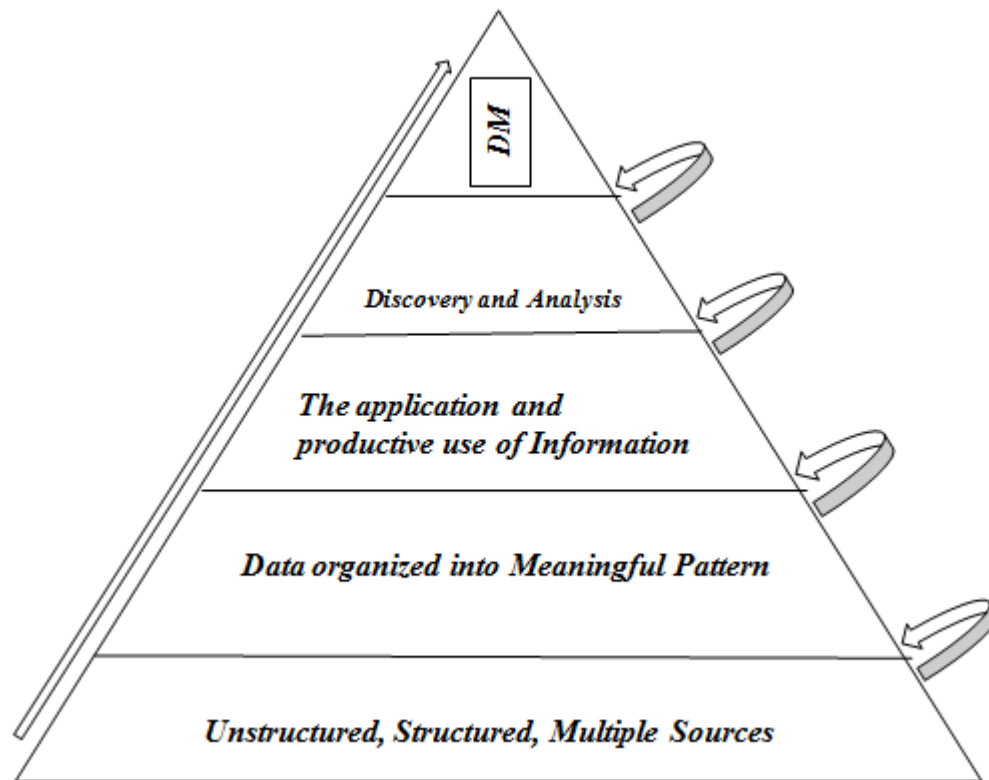 DM
Discovery and Analysis
The application and
productive use of Information
Data organized into Meaningful Pattern
Unstructured, Structured, Multiple Sources